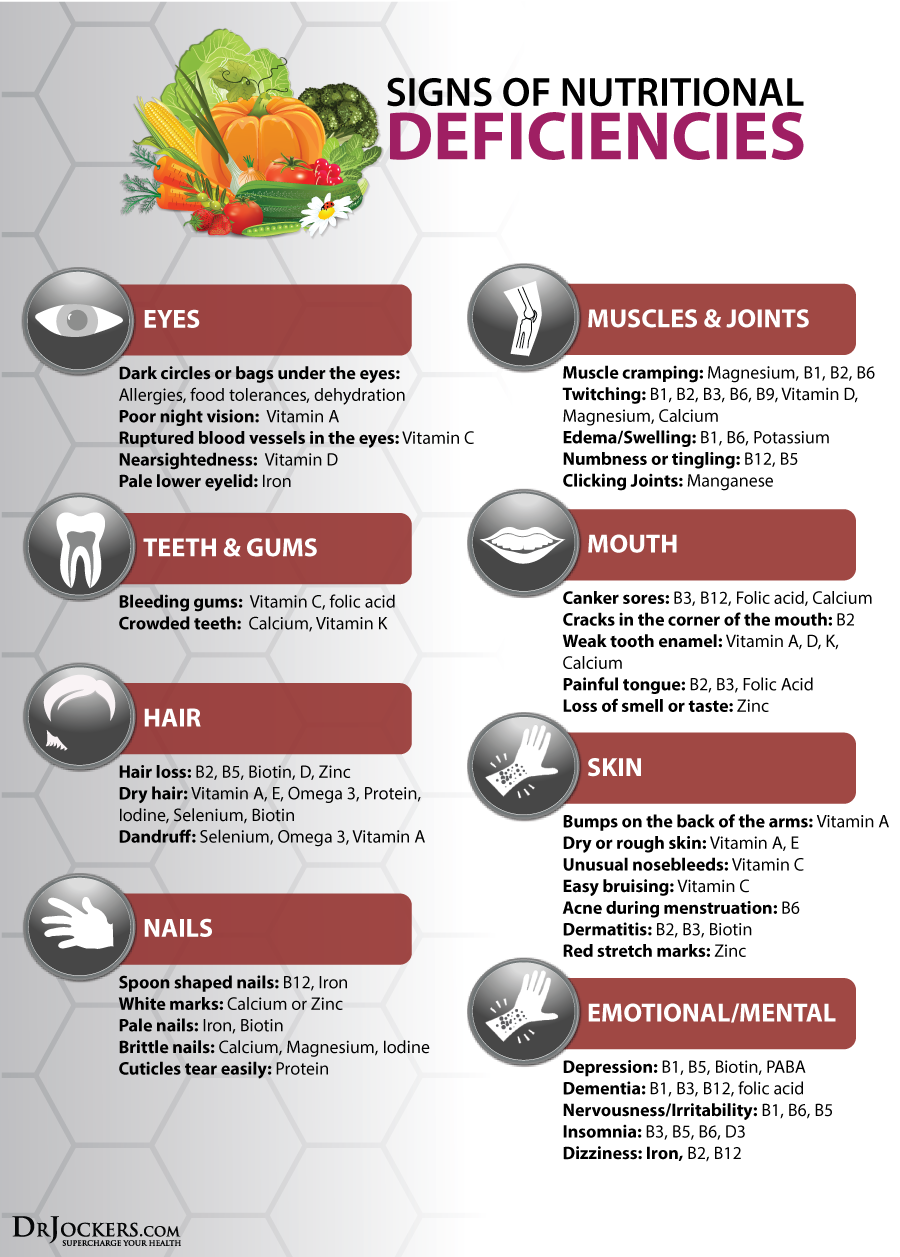 SIGNS OF NUTRITIONAL
DEFICIENCIES
EYES
Dark circles or bags under the eyes:
Allergies, food tolerances, dehydration
Poor night vision: Vitamin A
Ruptured blood vessels in the eyes: Vitamin C
Nearsightedness: Vitamin D
Pale lower eyelid: Iron
TEETH & GUMS
Bleeding gums: Vitamin C, folic acid
Crowded teeth: Calcium, Vitamin K
HAIR
Hair loss: B2, B5, Biotin, D, Zinc
Dry hair: Vitamin A, E, Omega 3, Protein,
Iodine, Selenium, Biotin
Dandruff: Selenium, Omega 3, Vitamin A
NAILS
Spoon shaped nails: B12, Iron
White marks: Calcium or Zinc
Pale nails: Iron, Biotin
Brittle nails: Calcium, Magnesium, Iodine
Cuticles tear easily: Protein
MUSCLES & JOINTS
Muscle cramping: Magnesium, B1, B2, B6
Twitching: B1, B2, B3, B6, B9, Vitamin D,
Magnesium, Calcium
Edema/Swelling: B1, B6, Potassium
Numbness or tingling: B12, B5
Clicking Joints: Manganese
MOUTH
Canker sores: B3, B12, Folic acid, Calcium
Cracks in the corner of the mouth: B2
Weak tooth enamel: Vitamin A, D, K,
Calcium
Painful tongue: B2, B3, Folic Acid
Loss of smell or taste: Zinc
SKIN
Bumps on the back of the arms: Vitamin A
Dry or rough skin: Vitamin A, E
Unusual nosebleeds: Vitamin C
Easy bruising: Vitamin C
Acne during menstruation: B6
Dermatitis: B2, B3, Biotin
Red stretch marks: Zinc
EMOTIONAL/MENTAL
Depression: B1, B5, Biotin, PABA
Dementia: B1, B3, B12, folic acid
Nervousness/Irritability: B1, B6, B5
Insomnia: B3, B5, B6, D3
Dizziness: Iron, B2, B12
DRJOCKERS.COM
SUPERCHARGE YOUR HEALTH